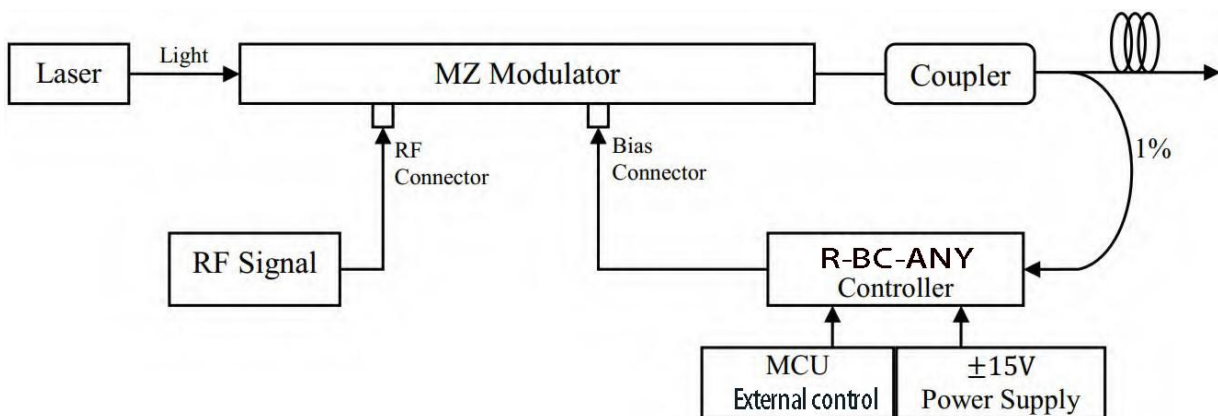 Laser
Light
MZ Modulator
Coupler
RF
Connector
Bias
Connector
1%
RF Signal
R-BC-ANY
Controller
MCU
External control
±15V
Power Supply